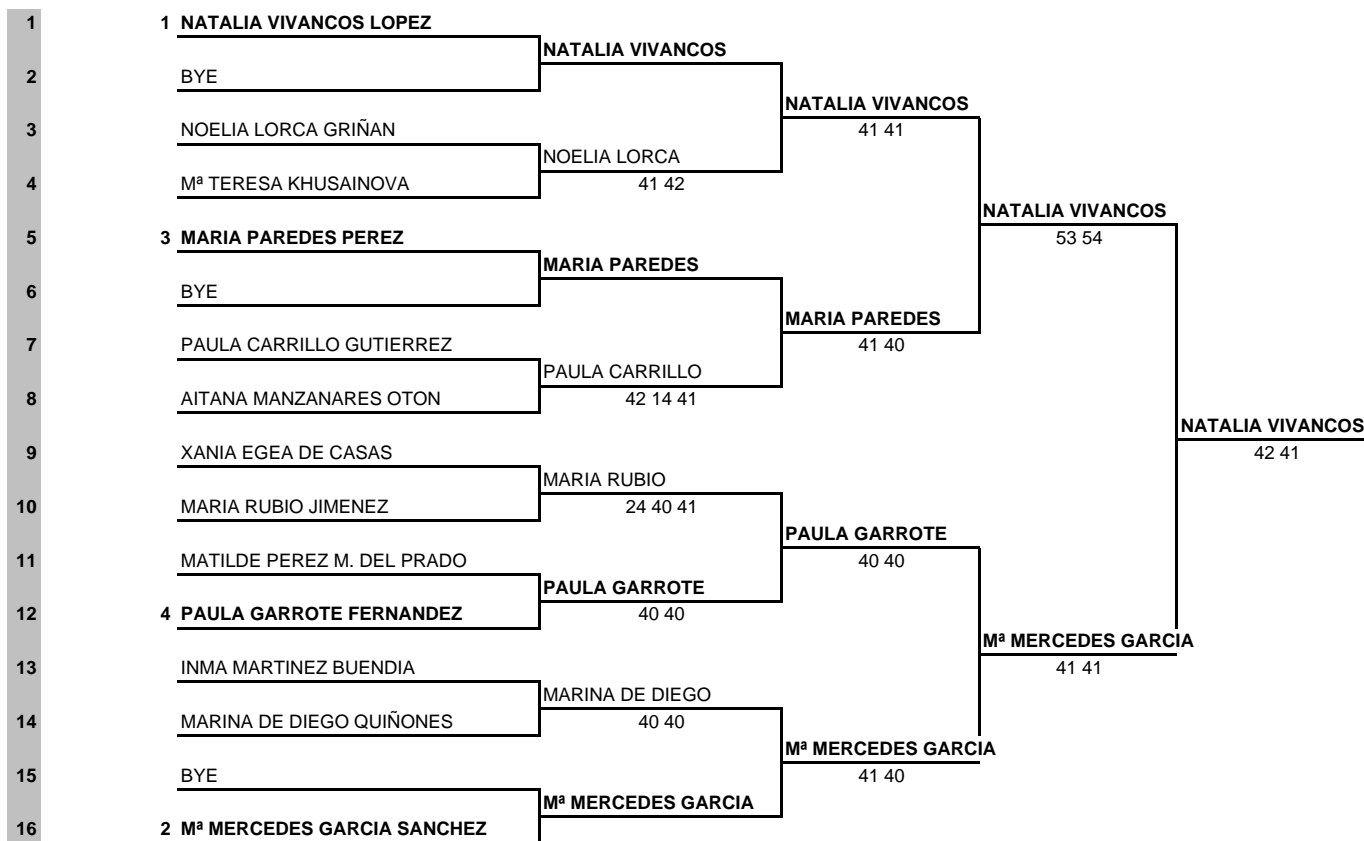 1 1 NATALIA VIVANCOS LOPEZ
NATALIA VIVANCOS
2 BYE
NATALIA VIVANCOS
3 NOELIA LORCA GRIÑAN 41 41
NOELIA LORCA
4 Mª TERESA KHUSAINOVA 41 42
NATALIA VIVANCOS
5 3 MARIA PAREDES PEREZ 53 54
MARIA PAREDES
6 BYE
MARIA PAREDES
7 PAULA CARRILLO GUTIERREZ 41 40
PAULA CARRILLO
8 AITANA MANZANARES OTON 42 14 41
NATALIA VIVANCOS
9 XANIA EGEA DE CASAS 42 41
MARIA RUBIO
10 MARIA RUBIO JIMENEZ 24 40 41
PAULA GARROTE
11 MATILDE PEREZ M. DEL PRADO 40 40
PAULA GARROTE
12 4 PAULA GARROTE FERNANDEZ 40 40
Mª MERCEDES GARCIA
13 INMA MARTINEZ BUENDIA 41 41
MARINA DE DIEGO
14 MARINA DE DIEGO QUIÑONES 40 40
Mª MERCEDES GARCIA
15 BYE 41 40
Mª MERCEDES GARCIA
16 2 Mª MERCEDES GARCIA SANCHEZ